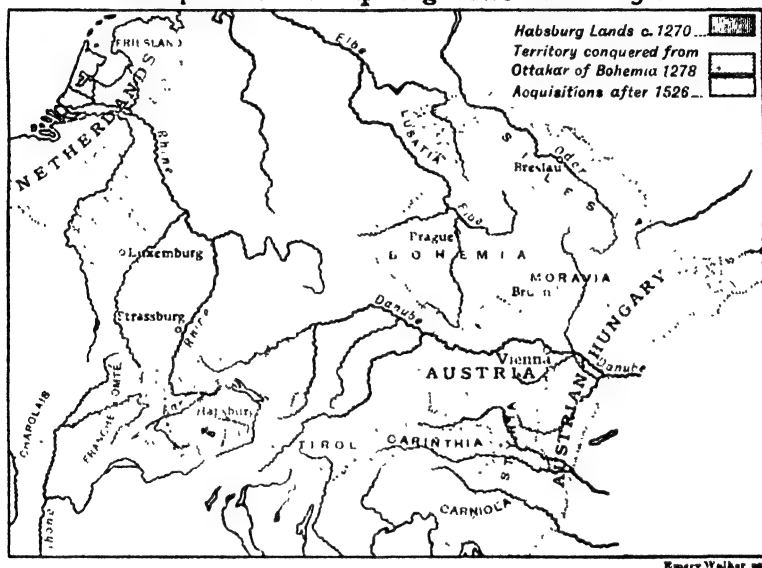 Habsburg Lands c. 1270
Territory conquered from
Ottakar of Bohemia 1278
Acquisitions after 1526
FRIESLAND
NETHERLANDS
Rhine
Elbe
LUSATIA
SILES
Oder
Breslau
Elbe
Prague
BOHEMIA
MORAVIA
Luxemburg
Strassburg
Rhine
Danube
Vienna
AUSTRIA
Danube
AUSTRIAN HUNGARY
CHAROLAIS
FRANCHE COMTÉ
Habsburg
TIROL
CARINTHIA
CARNIOLA
Emery Walker